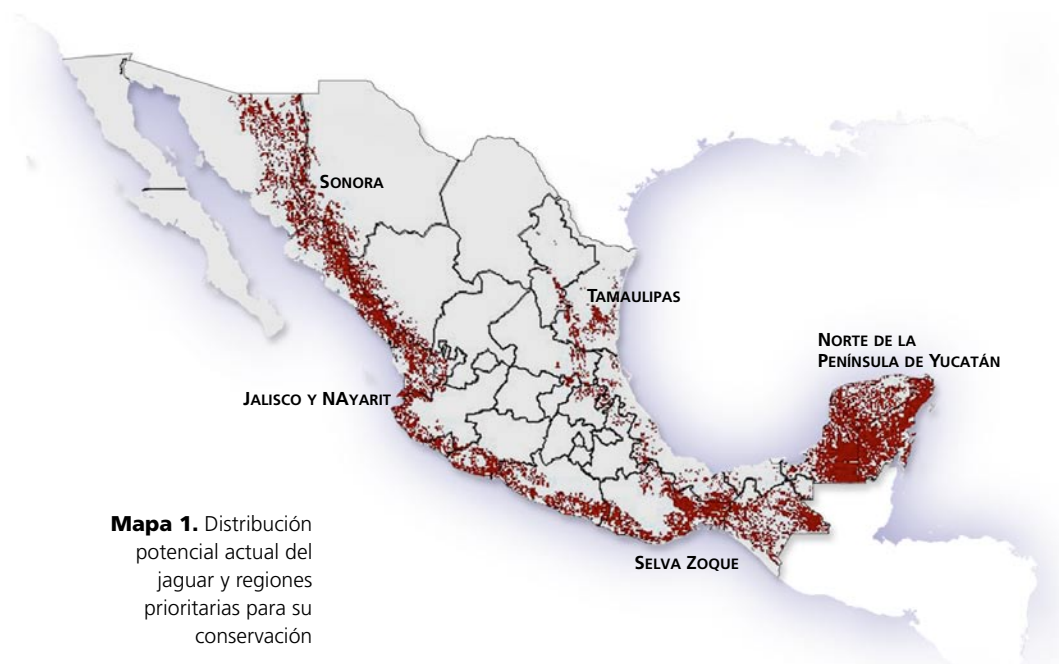 SONORA
TAMAULIPAS
NORTE DE LA
PENÍNSULA DE YUCATÁN
JALISCO Y NAYARIT
Mapa 1. Distribución
potencial actual del
jaguar y regiones
prioritarias para su
conservación
SELVA ZOQUE